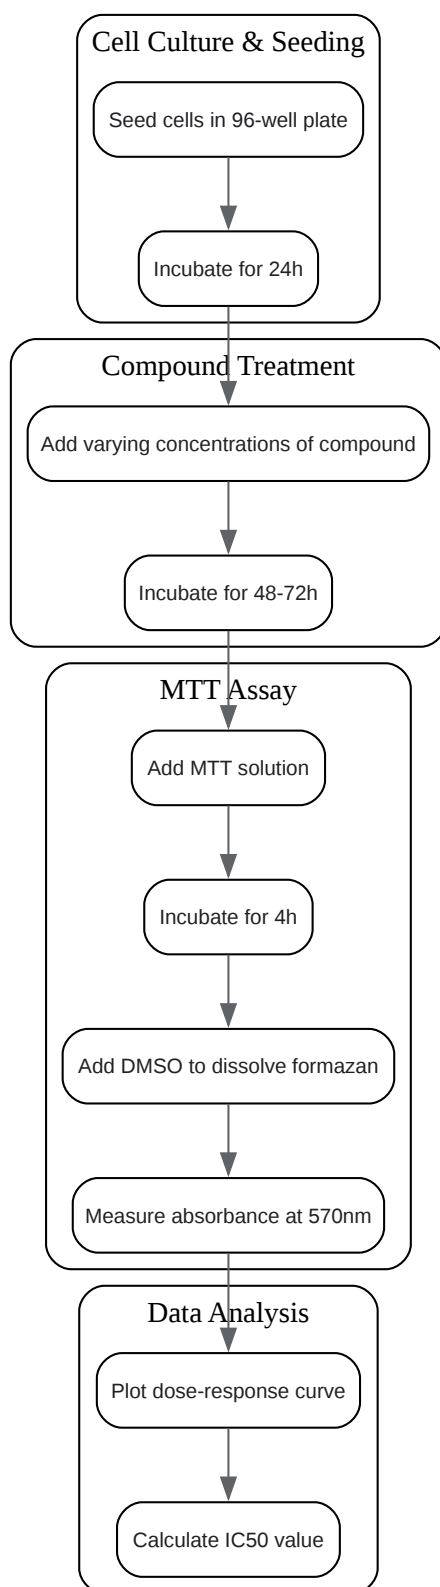 Cell Culture & Seeding
Seed cells in 96-well plate
Incubate for 24h
Compound Treatment
Add varying concentrations of compound
Incubate for 48-72h
MTT Assay
Add MTT solution
Incubate for 4h
Add DMSO to dissolve formazan
Measure absorbance at 570nm
Data Analysis
Plot dose-response curve
Calculate IC50 value